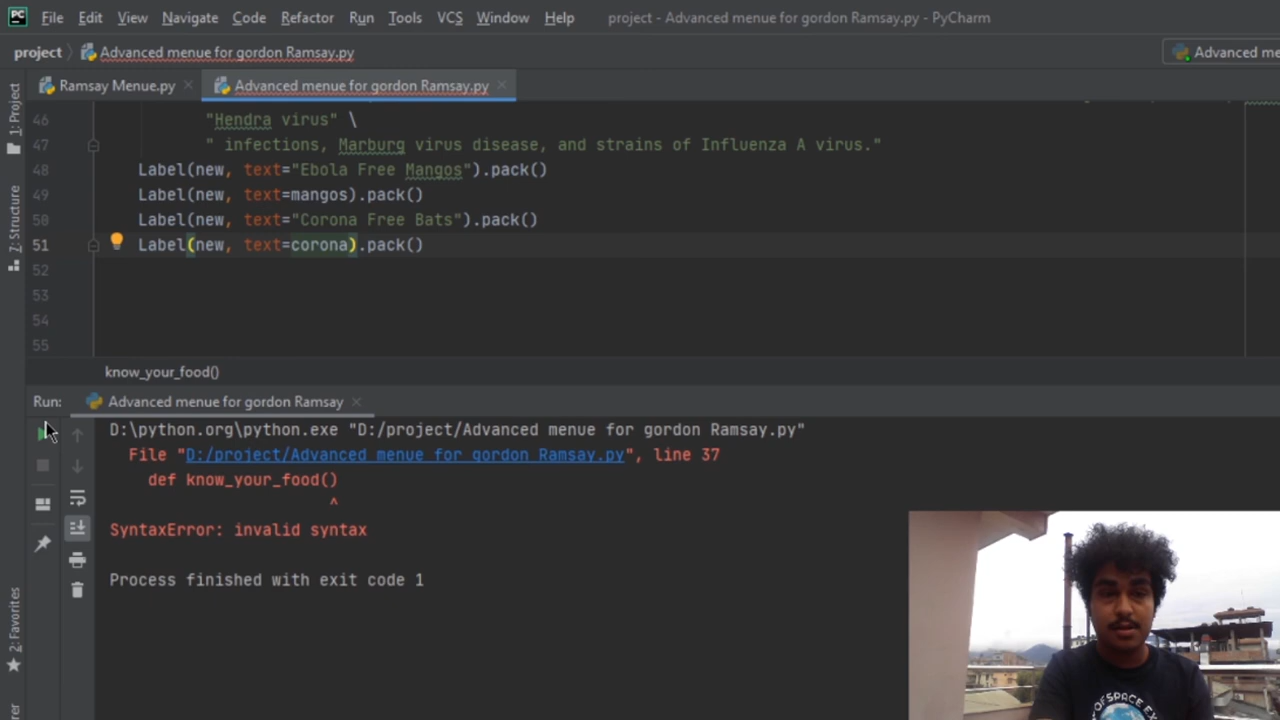 PC File Edit View Navigate Code Refactor Run Tools VCS Window Help project - Advanced menue for gordon Ramsay.py - PyCharm
project Advanced menue for gordon Ramsay.py Advanced me
Ramsay Menue.py Advanced menue for gordon Ramsay.py
1: Project
46 "Hendra virus" \
47 " infections, Marburg virus disease, and strains of Influenza A virus."
48 Label(new, text="Ebola Free Mangos").pack()
49 Label(new, text=mangos).pack()
50 Label(new, text="Corona Free Bats").pack()
7: Structure
51 Label(new, text=corona).pack()
52
53
54
55
know_your_food()
Run: Advanced menue for gordon Ramsay
D:\python.org\python.exe "D:/project/Advanced menue for gordon Ramsay.py"
File "D:/project/Advanced menue for gordon Ramsay.py", line 37
def know_your_food()
^
SyntaxError: invalid syntax
Process finished with exit code 1
2: Favorites
OF SPACE EX